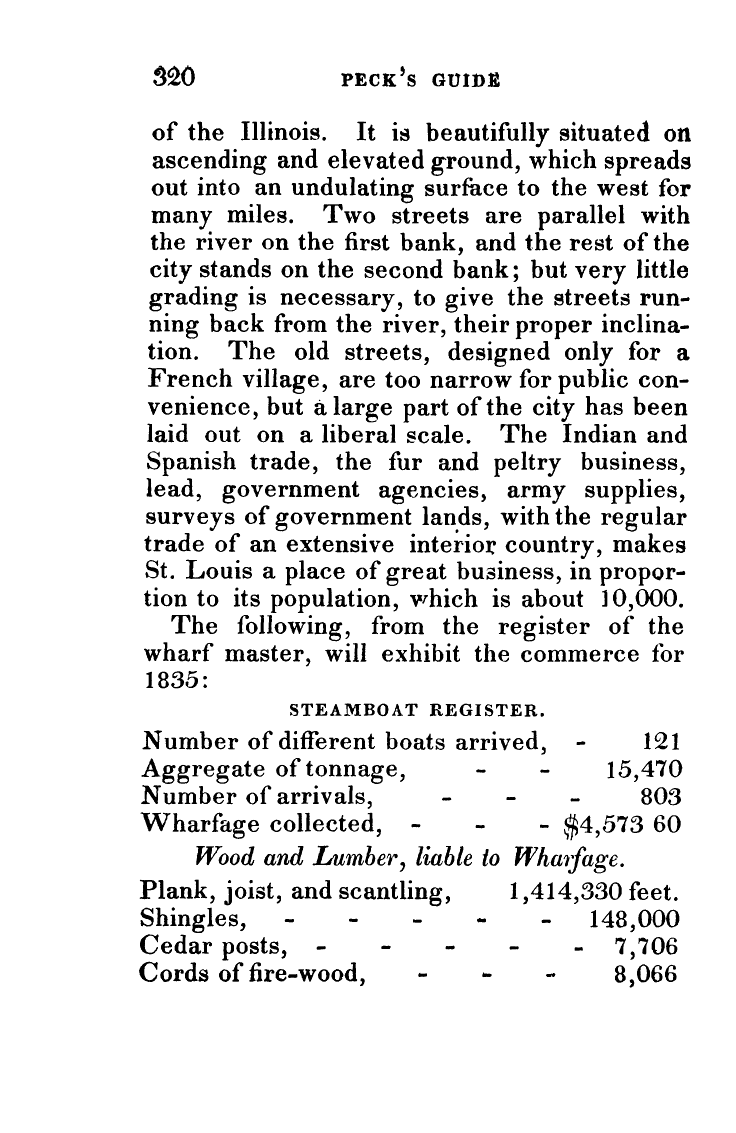 320 PECK'S GUIDE
of the Illinois. It is beautifully situated on
ascending and elevated ground, which spreads
out into an undulating surface to the west for
many miles. Two streets are parallel with
the river on the first bank, and the rest of the
city stands on the second bank; but very little
grading is necessary, to give the streets run-
ning back from the river, their proper inclina-
tion. The old streets, designed only for a
French village, are too narrow for public con-
venience, but a large part of the city has been
laid out on a liberal scale. The Indian and
Spanish trade, the fur and peltry business,
lead, government agencies, army supplies,
surveys of government lands, with the regular
trade of an extensive interior country, makes
St. Louis a place of great business, in propor-
tion to its population, which is about 10,000.
The following, from the register of the
wharf master, will exhibit the commerce for
1835:
STEAMBOAT REGISTER.
Number of different boats arrived, - 121
Aggregate of tonnage, - - 15,470
Number of arrivals, - - - 803
Wharfage collected, - - - $4,573 60
Wood and Lumber, liable to Wharfage.
Plank, joist, and scantling, 1,414,330 feet.
Shingles, - - - - - 148,000
Cedar posts, - - - - - 7,706
Cords of fire-wood, - - - 8,066